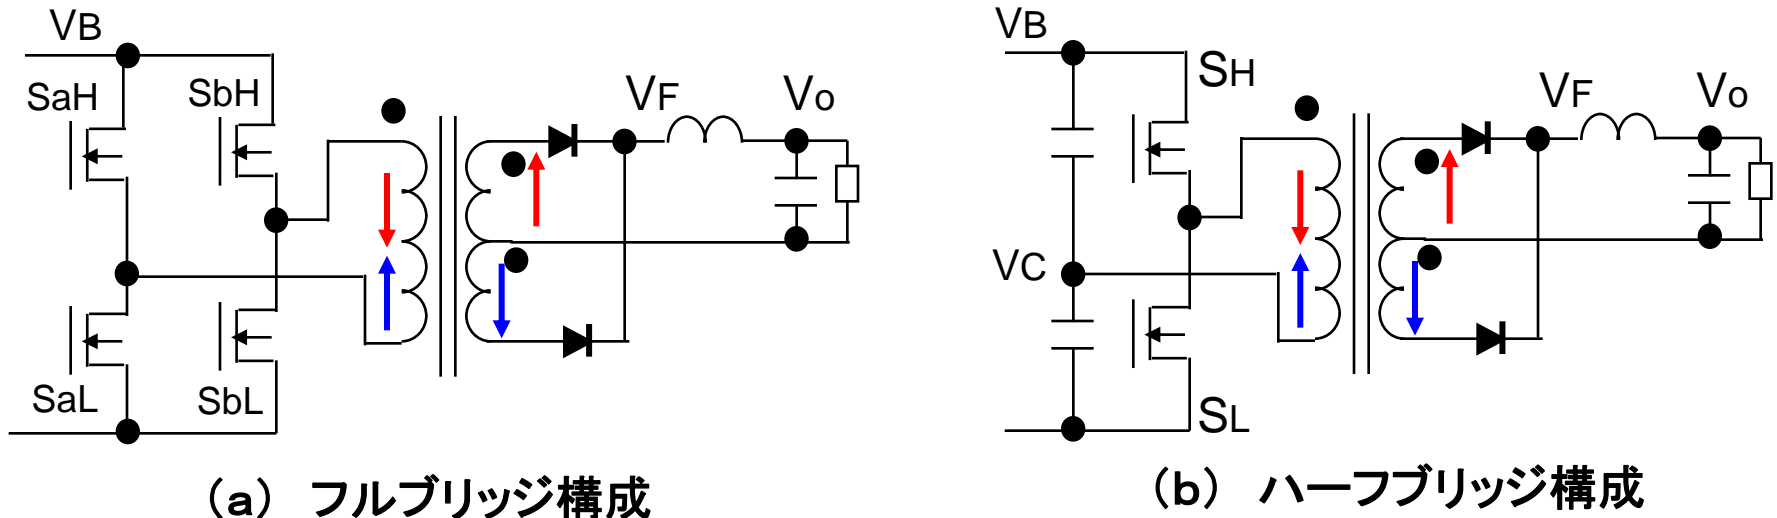 VB
SaH
SbH
VF
Vo
SaL
SbL
(a) フルブリッジ構成
VB
SH
VF
Vo
VC
SL
(b) ハーフブリッジ構成